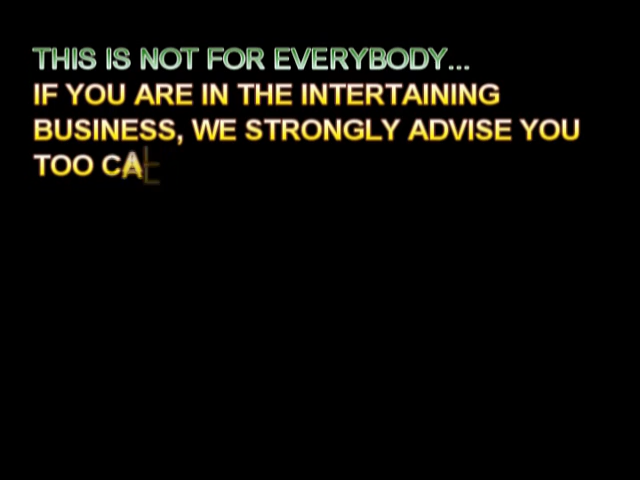 THIS IS NOT FOR EVERYBODY...
IF YOU ARE IN THE INTERTAINING
BUSINESS, WE STRONGLY ADVISE YOU
TOO CA